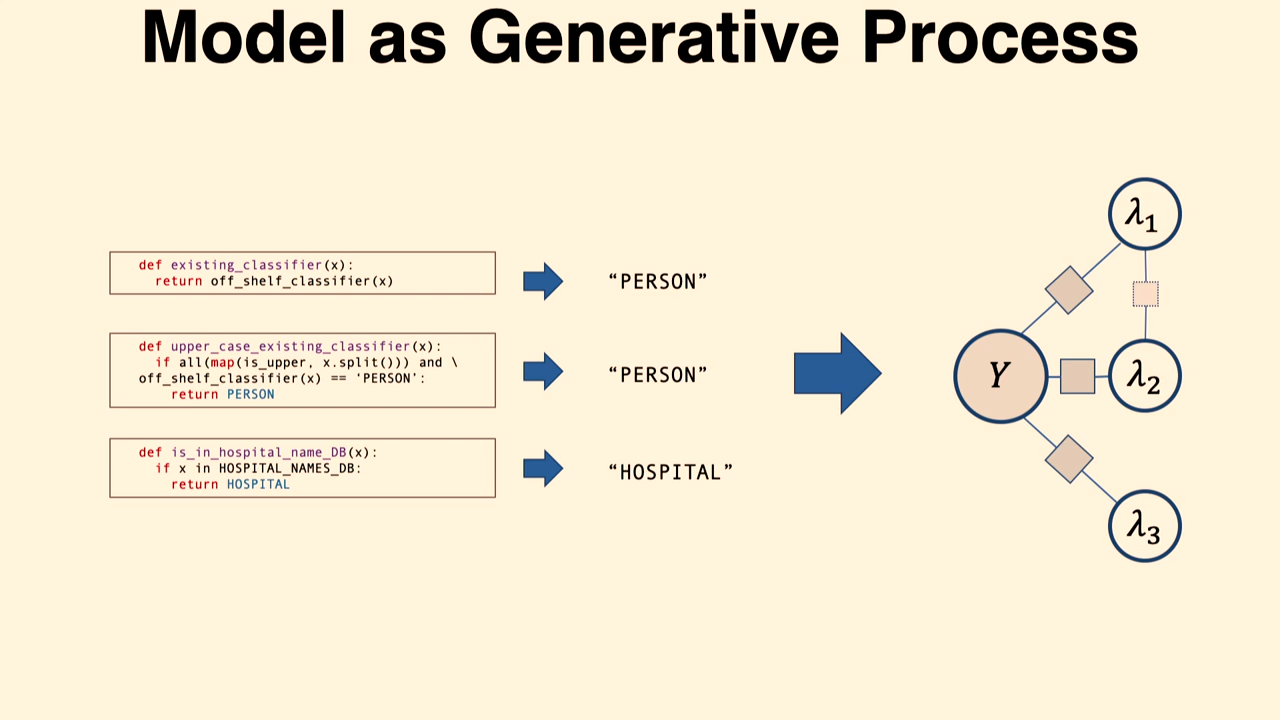 Model as Generative Process
def existing_classifier(x):
return off_shelf_classifier(x)
“PERSON”
def upper_case_existing_classifier(x):
if all(map(is_upper, x.split())) and \
off_shelf_classifier(x) == ‘PERSON’:
return PERSON
“PERSON”
def is_in_hospital_name_DB(x):
if x in HOSPITAL_NAMES_DB:
return HOSPITAL
“HOSPITAL”
λ₁
Y
λ₂
λ₃